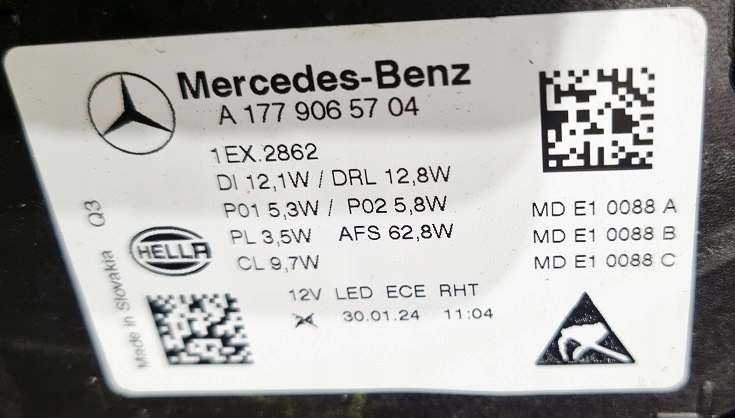 Mercedes-Benz
A 177 906 57 04
1EX.2862
DI 12,1W / DRL 12,8W
P01 5,3W / P02 5,8W
PL 3,5W AFS 62,8W
CL 9,7W
MD E1 0088 A
MD E1 0088 B
MD E1 0088 C
HELLA
12V LED ECE RHT
30.01.24 11:04
Made in Slovakia Q3